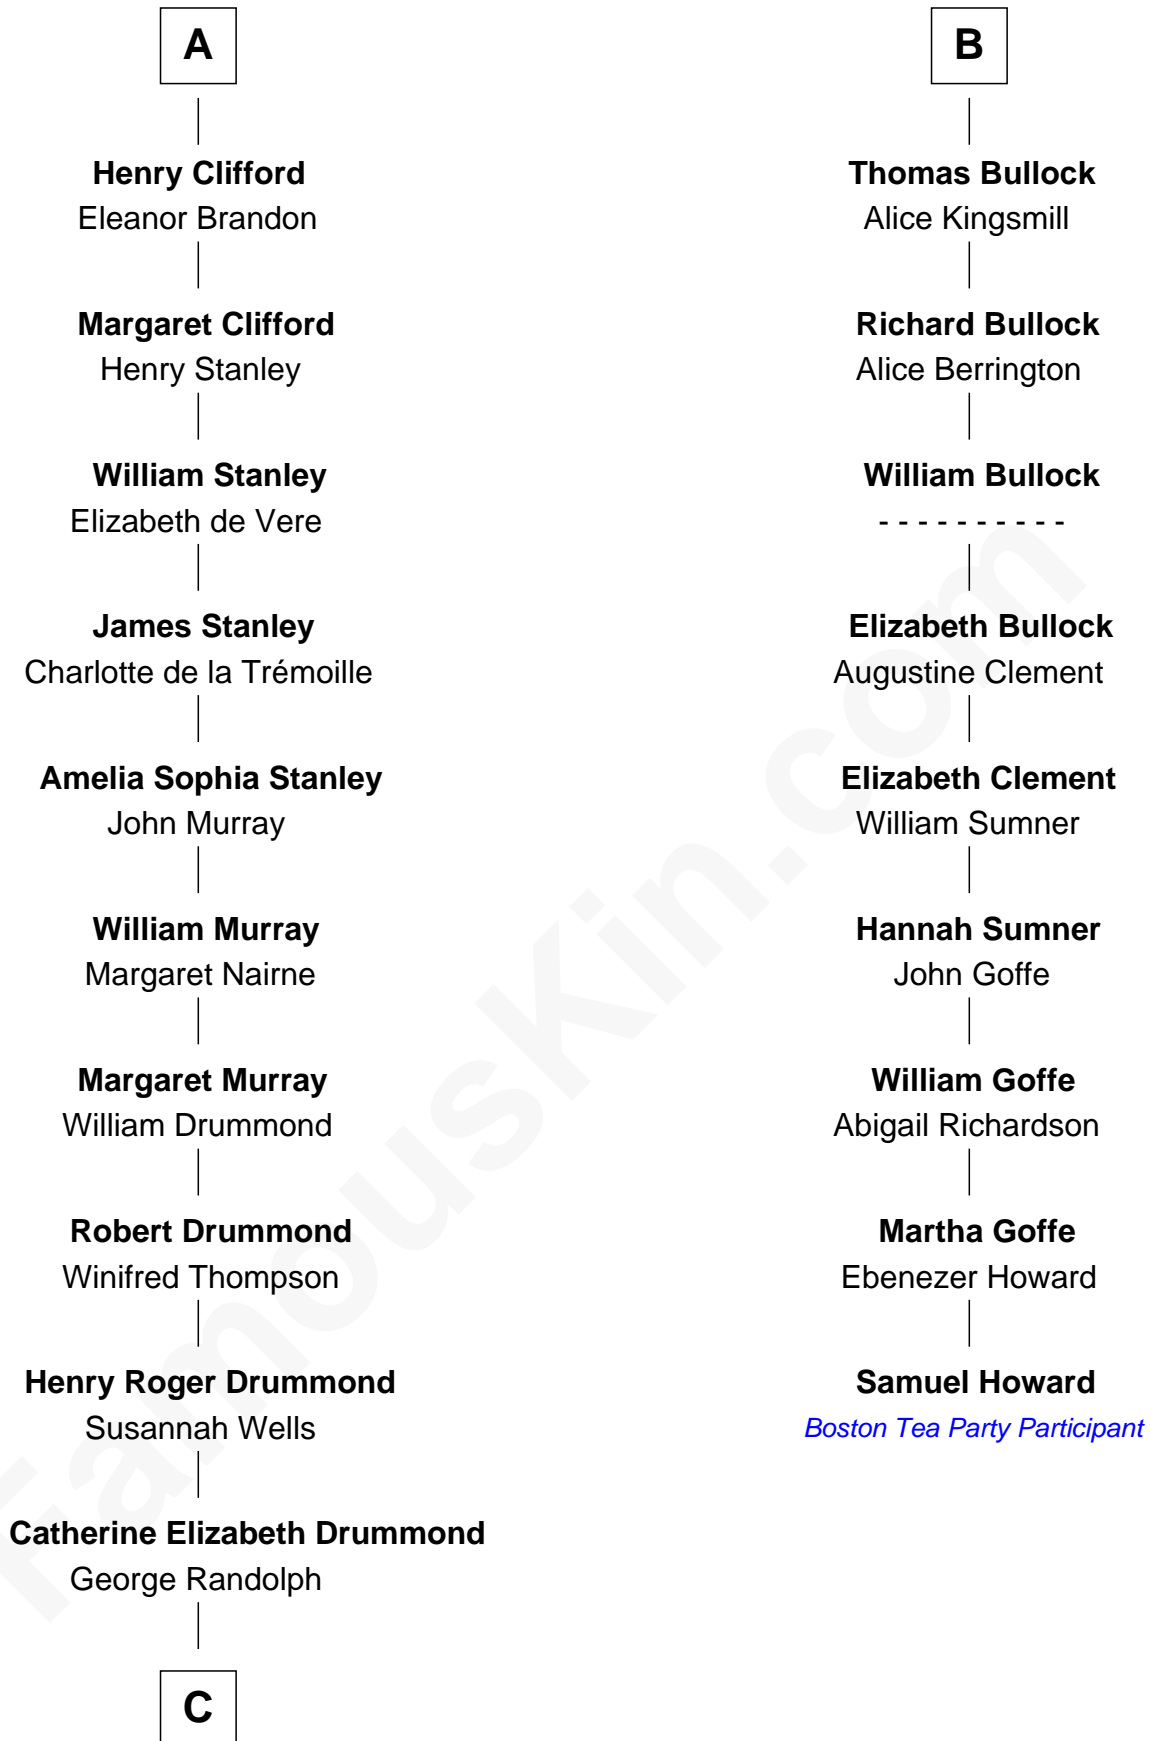 A
Henry Clifford
Eleanor Brandon
Margaret Clifford
Henry Stanley
William Stanley
Elizabeth de Vere
James Stanley
Charlotte de la Trémoille
Amelia Sophia Stanley
John Murray
William Murray
Margaret Nairne
Margaret Murray
William Drummond
Robert Drummond
Winifred Thompson
Henry Roger Drummond
Susannah Wells
Catherine Elizabeth Drummond
George Randolph
C
B
Thomas Bullock
Alice Kingsmill
Richard Bullock
Alice Berrington
William Bullock
- - - - - - - - - -
Elizabeth Bullock
Augustine Clement
Elizabeth Clement
William Sumner
Hannah Sumner
John Goffe
William Goffe
Abigail Richardson
Martha Goffe
Ebenezer Howard
Samuel Howard
Boston Tea Party Participant
FamousKin.com